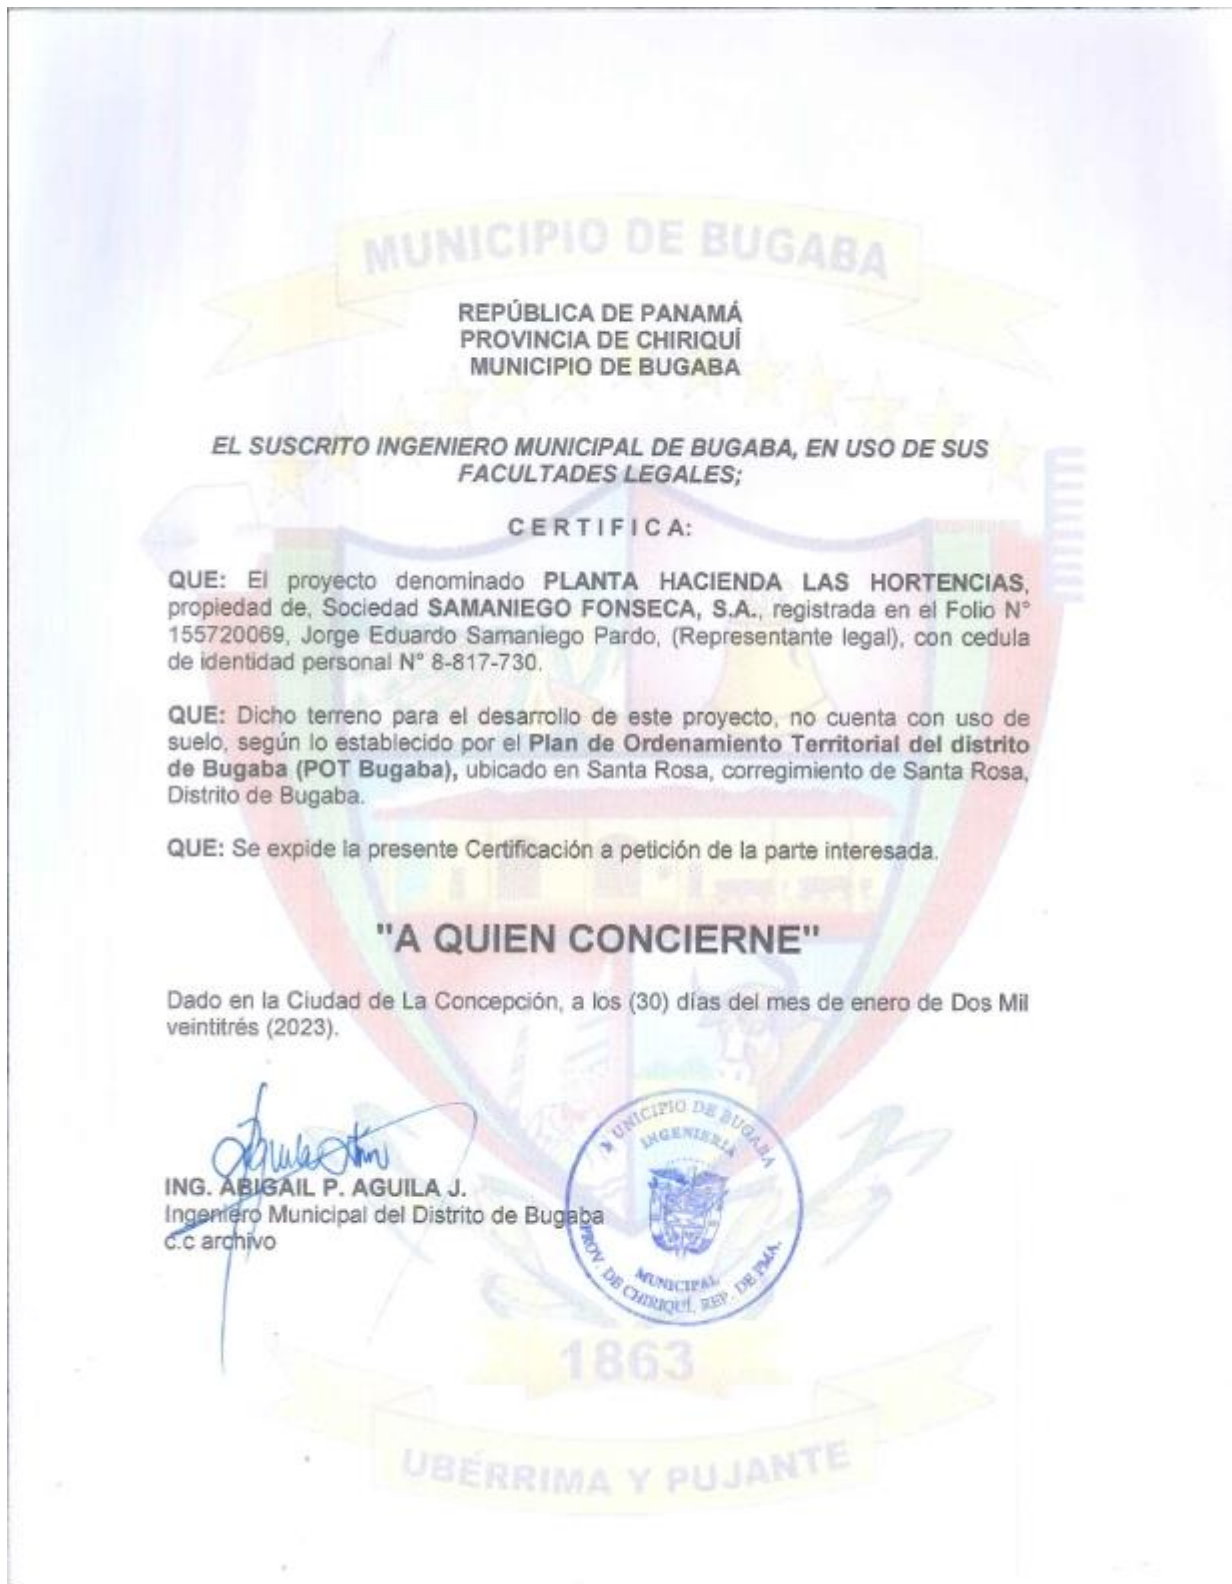 MUNICIPIO DE BUGABA
REPÚBLICA DE PANAMÁ
PROVINCIA DE CHIRIQUÍ
MUNICIPIO DE BUGABA
EL SUSCRITO INGENIERO MUNICIPAL DE BUGABA, EN USO DE SUS
FACULTADES LEGALES;
C E R T I F I C A:
QUE: El proyecto denominado PLANTA HACIENDA LAS HORTENCIAS,
propiedad de, Sociedad SAMANIEGO FONSECA, S.A., registrada en el Folio N°
155720069, Jorge Eduardo Samaniego Pardo, (Representante legal), con cedula
de identidad personal N° 8-817-730.
QUE: Dicho terreno para el desarrollo de este proyecto, no cuenta con uso de
suelo, según lo establecido por el Plan de Ordenamiento Territorial del distrito
de Bugaba (POT Bugaba), ubicado en Santa Rosa, corregimiento de Santa Rosa,
Distrito de Bugaba.
QUE: Se expide la presente Certificación a petición de la parte interesada.
"A QUIEN CONCIERNE"
Dado en la Ciudad de La Concepción, a los (30) días del mes de enero de Dos Mil
veintitrés (2023).
ING. ABIGAIL P. AGUILA J.
Ingeniero Municipal del Distrito de Bugaba
c.c archivo
MUNICIPIO DE BUGABA
INGENIERIA
MUNICIPAL
PROV. DE CHIRIQUÍ, REP. DE PMA.
1863
UBÉRRIMA Y PUJANTE